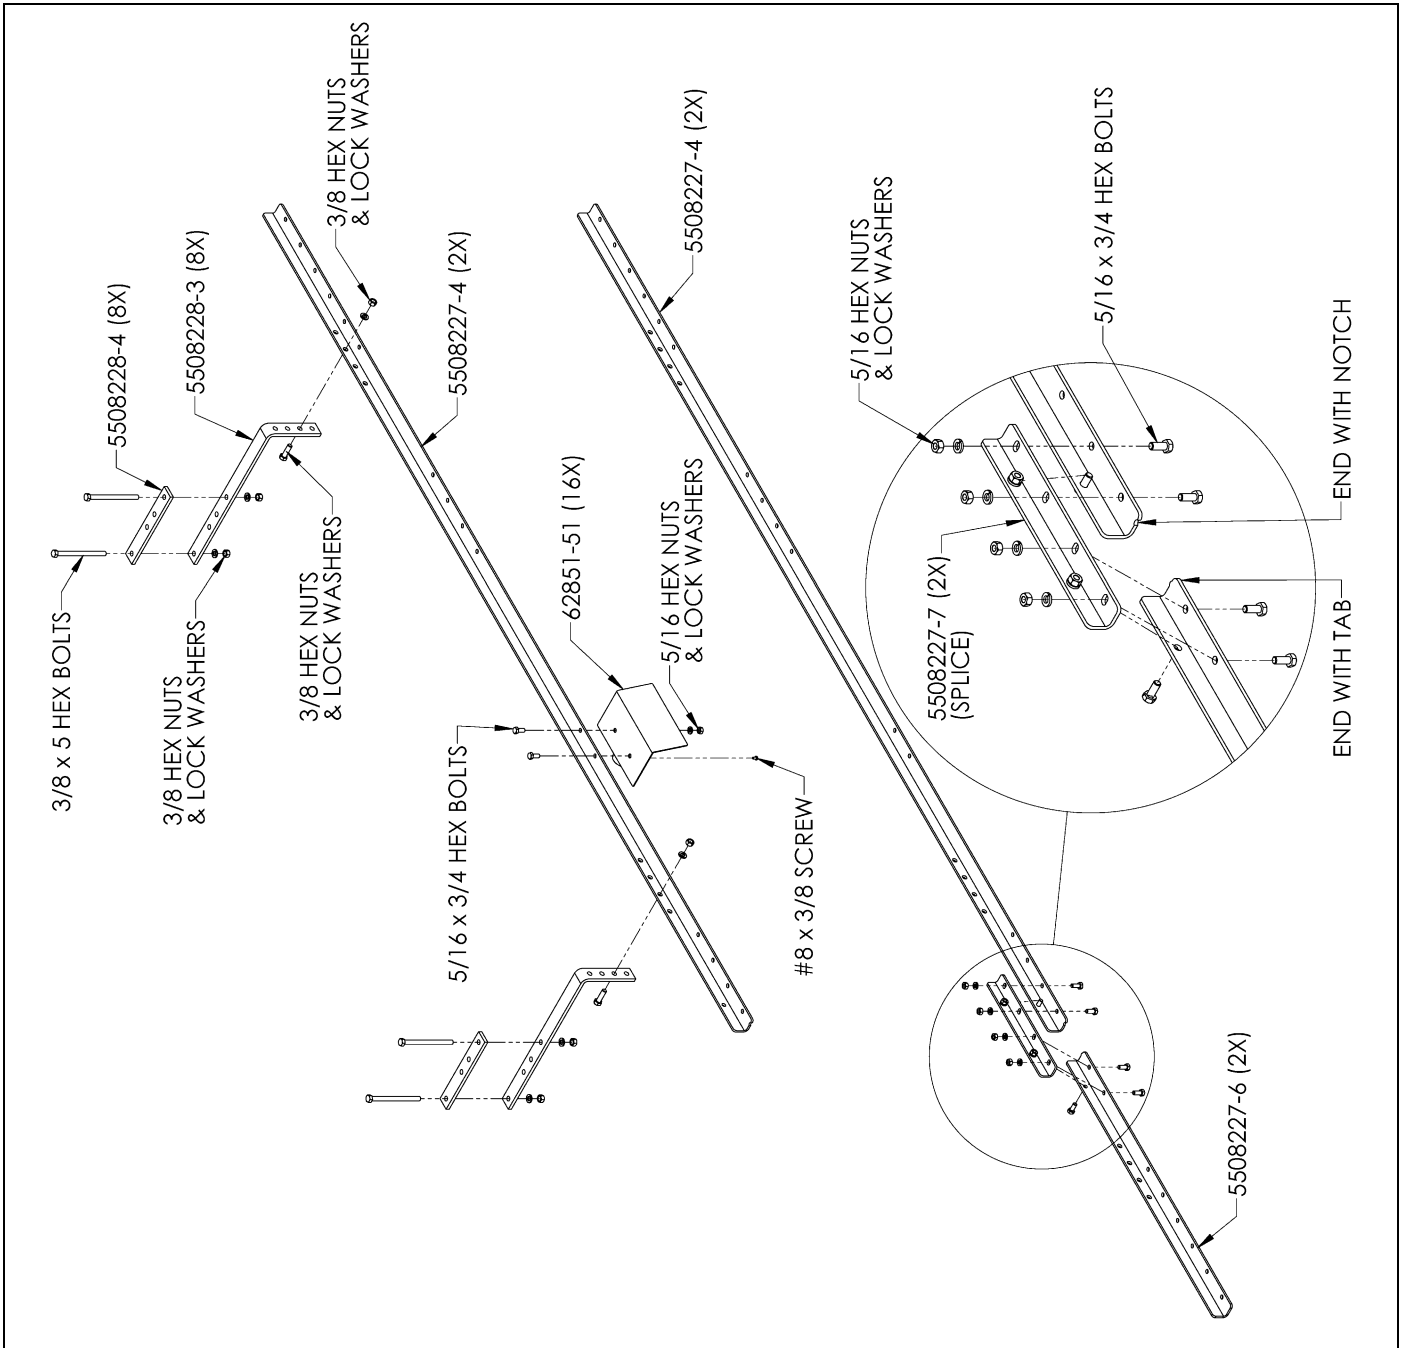 3/8 x 5 HEX BOLTS
5508228-4 (8X)
3/8 HEX NUTS
& LOCK WASHERS
5508228-3 (8X)
3/8 HEX NUTS
& LOCK WASHERS
3/8 HEX NUTS
& LOCK WASHERS
5508227-4 (2X)
5/16 x 3/4 HEX BOLTS
62851-51 (16X)
5/16 HEX NUTS
& LOCK WASHERS
5508227-4 (2X)
#8 x 3/8 SCREW
5/16 HEX NUTS
& LOCK WASHERS
5508227-7 (2X)
(SPLICE)
5/16 x 3/4 HEX BOLTS
5508227-6 (2X)
END WITH TAB
END WITH NOTCH